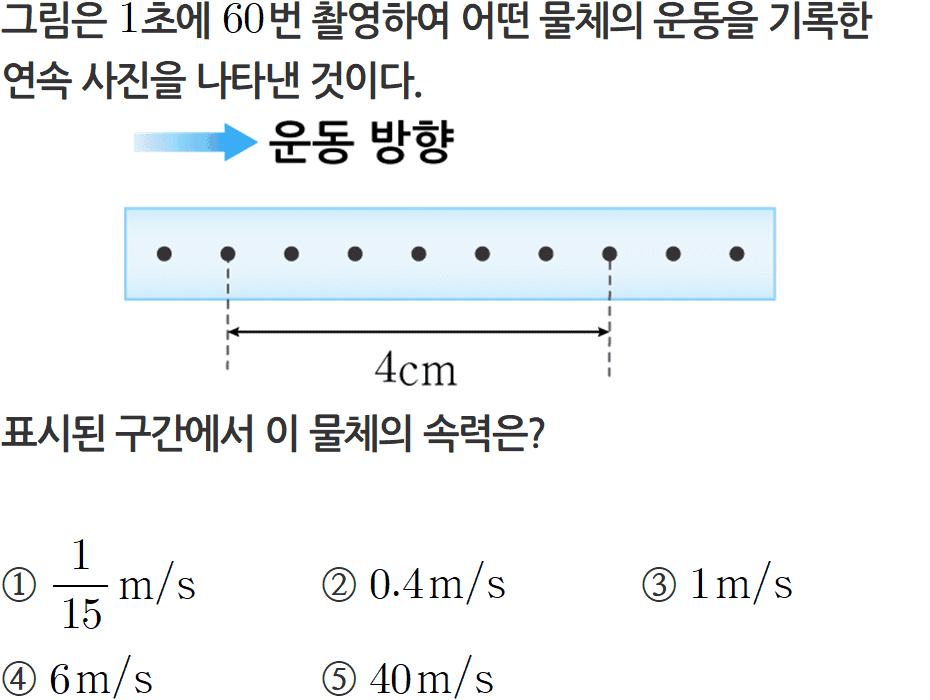 그림은 1초에 60번 촬영하여 어떤 물체의 운동을 기록한
연속 사진을 나타낸 것이다.
운동 방향
4cm
표시된 구간에서 이 물체의 속력은?
① 1/15 m/s ② 0.4m/s ③ 1m/s
④ 6m/s ⑤ 40m/s